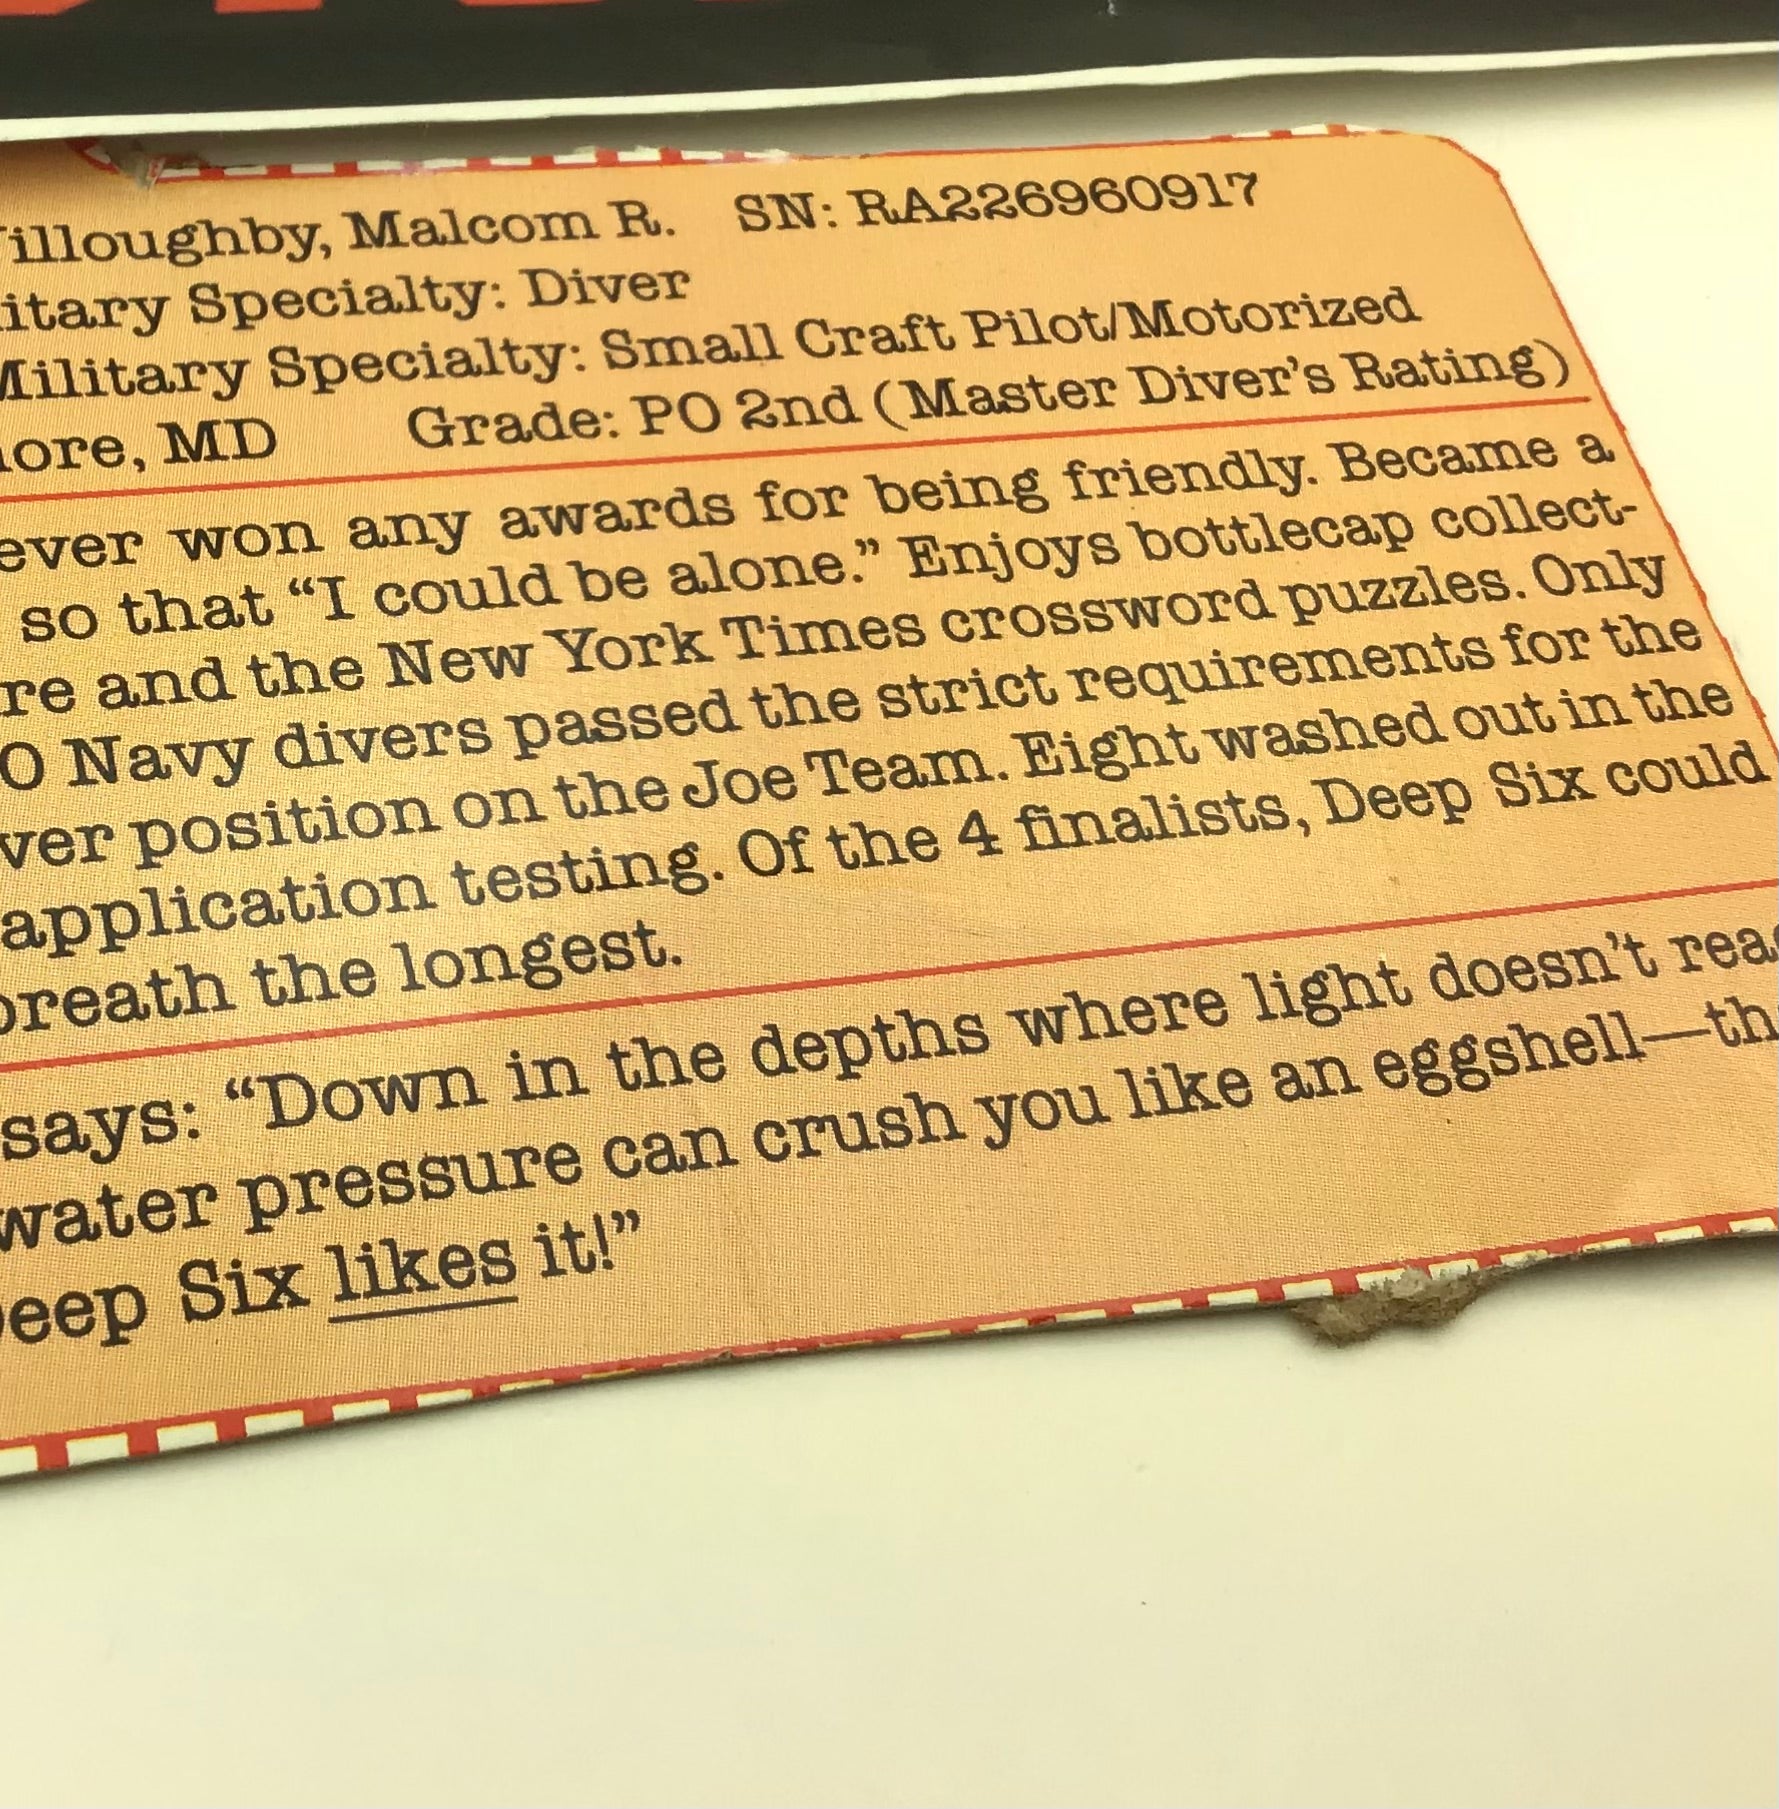 illoughby, Malcom R. SN: RA226960917
itary Specialty: Diver
Military Specialty: Small Craft Pilot/Motorized
ore, MD Grade: PO 2nd (Master Diver's Rating)
ever won any awards for being friendly. Became a
so that “I could be alone.” Enjoys bottlecap collect-
re and the New York Times crossword puzzles. Only
O Navy divers passed the strict requirements for the
ver position on the Joe Team. Eight washed out in the
application testing. Of the 4 finalists, Deep Six could
breath the longest.
says: “Down in the depths where light doesn't rea
water pressure can crush you like an eggshell—th
eep Six likes it!”